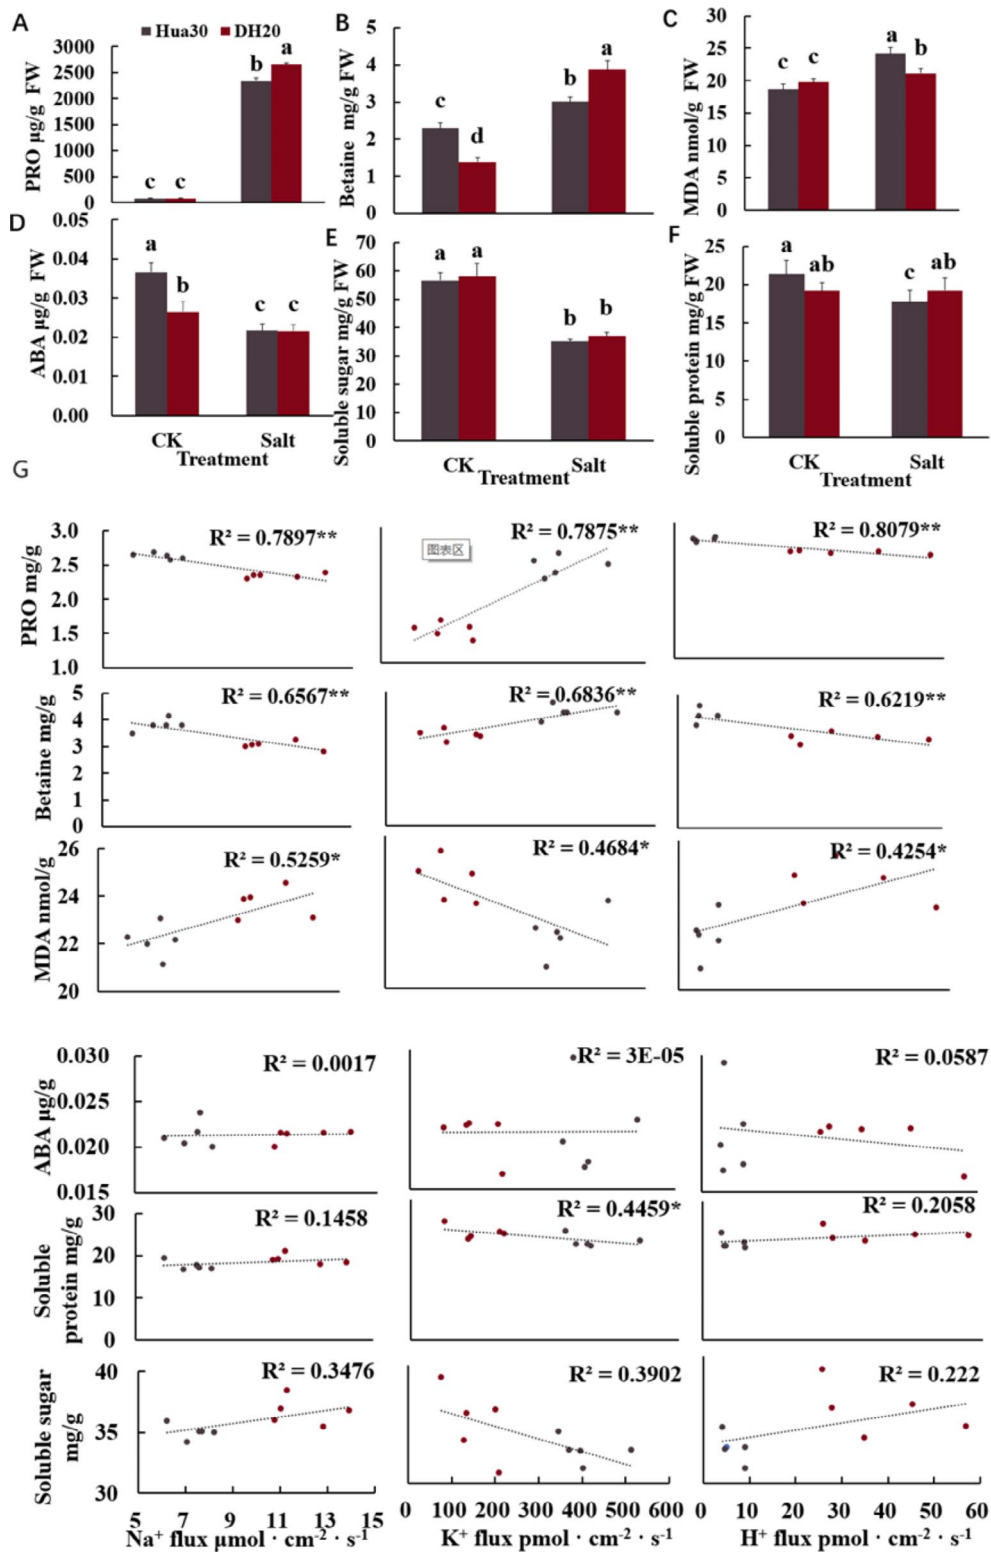 A
Hua30 DH20
PRO μg/g FW
3000
2500
2000
1500
1000
500
0
c c b a
B
Betaine mg/g FW
5
4
3
2
1
0
c d b a
C
MDA nmol/g FW
30
25
20
15
10
5
0
c c a b
D
ABA μg/g FW
0.05
0.04
0.03
0.02
0.01
0.00
a b c c
CK Salt
Treatment
E
Soluble sugar mg/g FW
70
60
50
40
30
20
10
0
a a b b
CK Salt
Treatment
F
Soluble protein mg/g FW
25
20
15
10
5
0
a ab c ab
CK Salt
Treatment
G
PRO mg/g
3.0
2.5
2.0
1.5
1.0
R² = 0.7897**
R² = 0.7875**
图表区
R² = 0.8079**
Betaine mg/g
5
4
3
2
1
0
R² = 0.6567**
R² = 0.6836**
R² = 0.6219**
MDA nmol/g
26
24
22
20
R² = 0.5259*
R² = 0.4684*
R² = 0.4254*
ABA μg/g
0.030
0.025
0.020
0.015
R² = 0.0017
R² = 3E-05
R² = 0.0587
Soluble
protein mg/g
30
20
10
0
R² = 0.1458
R² = 0.4459*
R² = 0.2058
Soluble sugar
mg/g
40
35
30
R² = 0.3476
R² = 0.3902
R² = 0.222
5 7 9 11 13 15
Na⁺ flux μmol · cm⁻² · s⁻¹
0 100 200 300 400 500 600
K⁺ flux pmol · cm⁻² · s⁻¹
0 10 20 30 40 50 60
H⁺ flux pmol · cm⁻² · s⁻¹